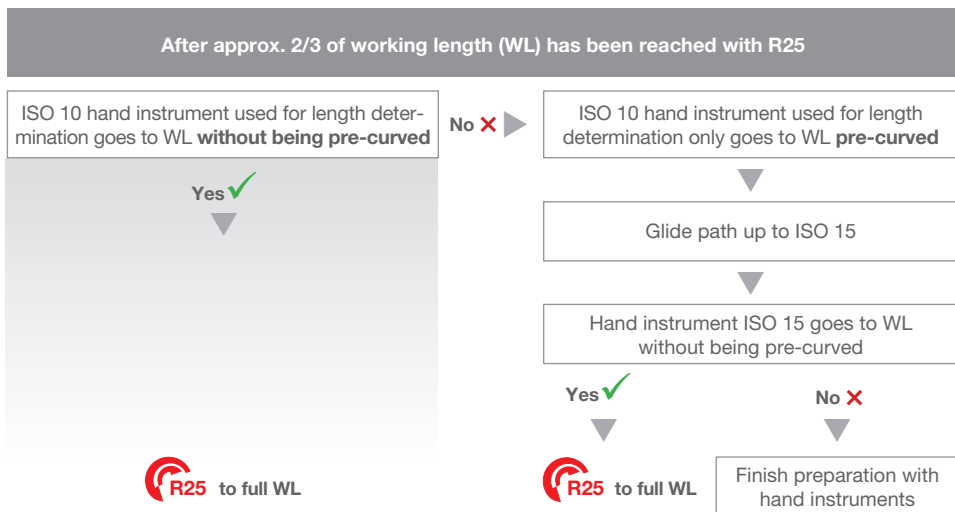 After approx. 2/3 of working length (WL) has been reached with R25
ISO 10 hand instrument used for length deter-
mination goes to WL without being pre-curved
No
ISO 10 hand instrument used for length
determination only goes to WL pre-curved
Yes
Glide path up to ISO 15
Hand instrument ISO 15 goes to WL
without being pre-curved
Yes
No
R25 to full WL
R25 to full WL
Finish preparation with
hand instruments